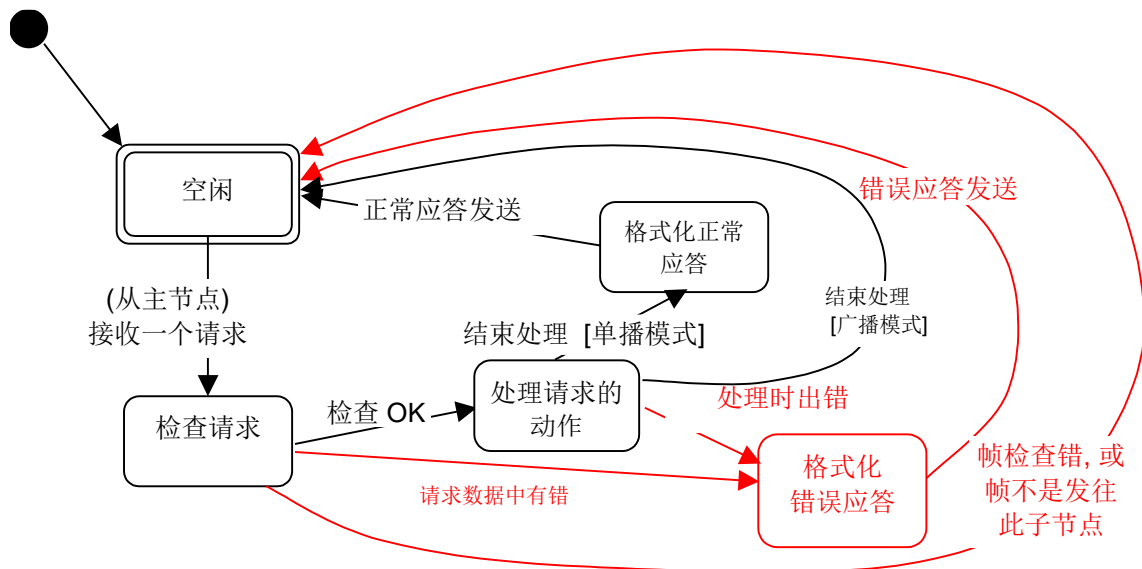 空闲
正常应答发送
错误应答发送
格式化正常
应答
(从主节点)
接收一个请求
结束处理
[广播模式]
结束处理 [单播模式]
检查请求
检查 OK
处理请求的
动作
处理时出错
请求数据中有错
格式化
错误应答
帧检查错, 或
帧不是发往
此子节点